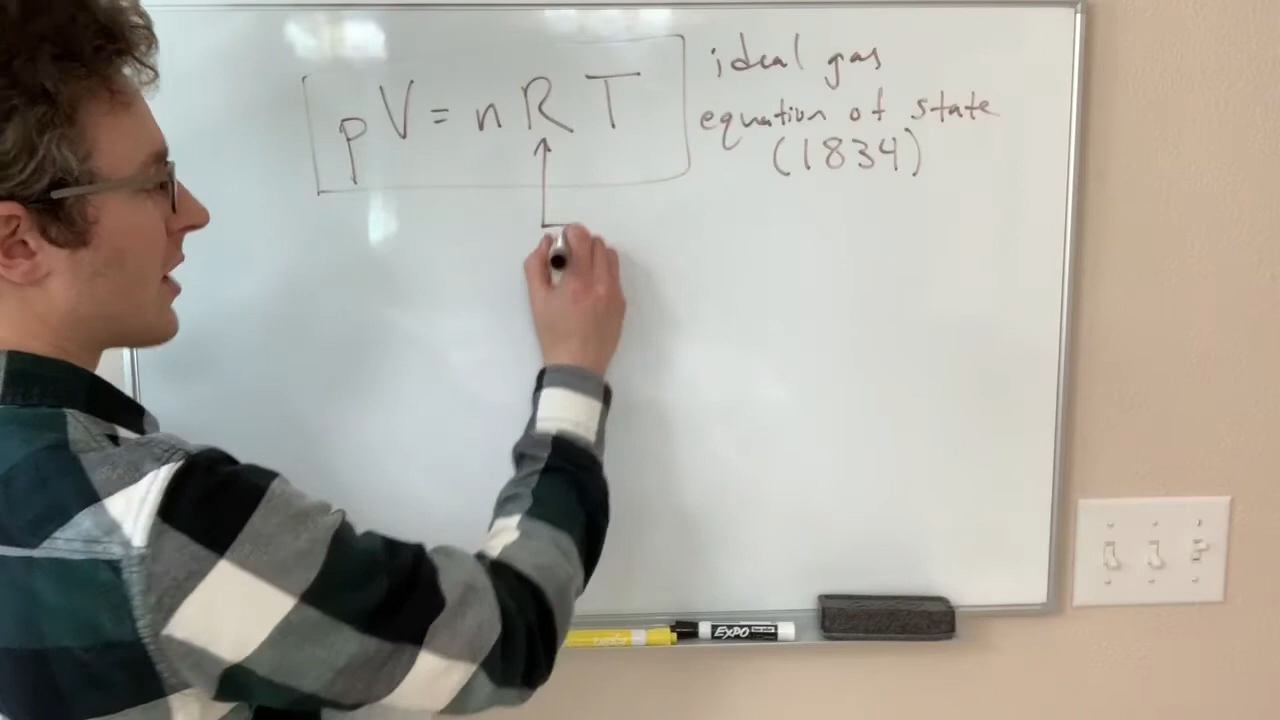 pV = nRT
ideal gas
equation of state
(1834)
EXPO